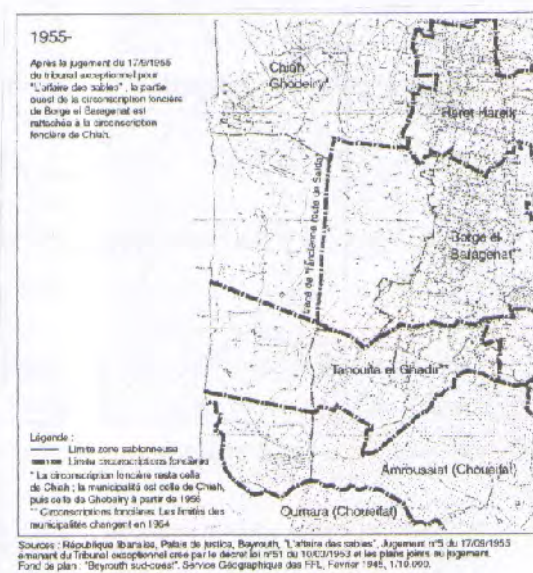 1955-
Après le jugement du 17/9/1955
du tribunal exceptionnel pour
"L'affaire des sables", la partie
ouest de la circonscription foncière
de Borge el Baragenat est
rattachée à la circonscription
foncière de Chiah.
Chiah
Ghobeiry*
Haret Hareik
Tracé de "l'ancienne route de Saïda"
Borge el
Baragenat**
Tahouita el Ghadir**
Amroussiat (Choueifat)
Oumara (Choueifat)
Légende :
Limite zone sablonneuse
Limite circonscriptions foncières
* La circonscription foncière reste celle
de Chiah ; la municipalité est celle de Chiah,
puis celle de Ghobeiry à partir de 1956
** Circonscriptions foncières. Les limites des
municipalités changent en 1964
Sources : République libanaise, Palais de justice, Beyrouth, "L'affaire des sables", Jugement n°5 du 17/09/1955
émanant du Tribunal exceptionnel créé par le décret loi n°51 du 10/03/1953 et les plans joints au jugement.
Fond de plan : "Beyrouth sud-ouest". Service Géographique des FFL, Février 1945, 1/10.000.